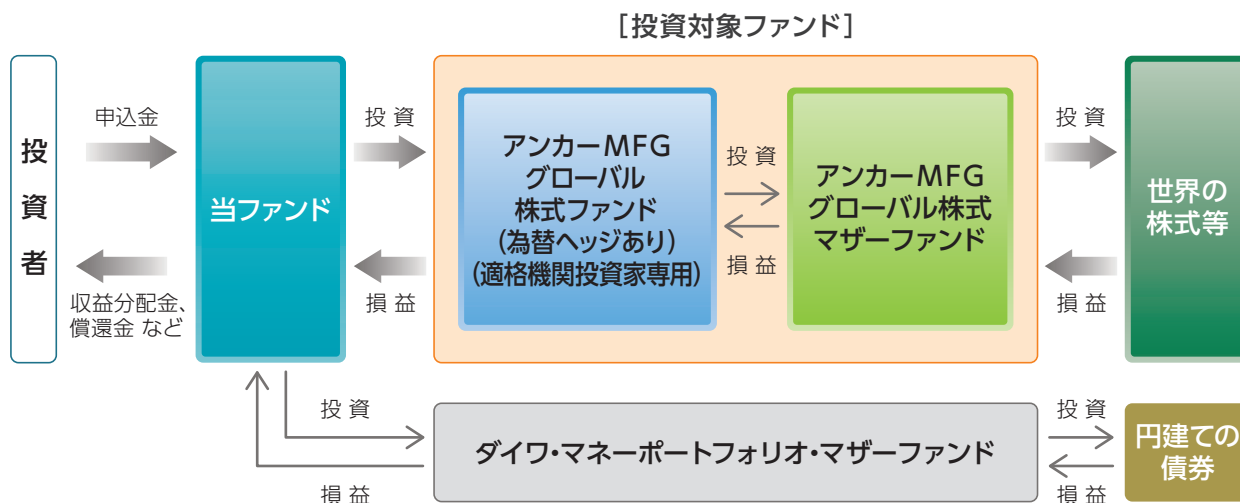 ［投資対象ファンド］
投資者
申込金
収益分配金、
償還金 など
当ファンド
投 資
損 益
アンカーMFG
グローバル
株式ファンド
(為替ヘッジあり)
(適格機関投資家専用)
投 資
損 益
アンカーMFG
グローバル株式
マザーファンド
投 資
損 益
世界の
株式等
投 資
損 益
ダイワ・マネーポートフォリオ・マザーファンド
投 資
損 益
円建ての
債券